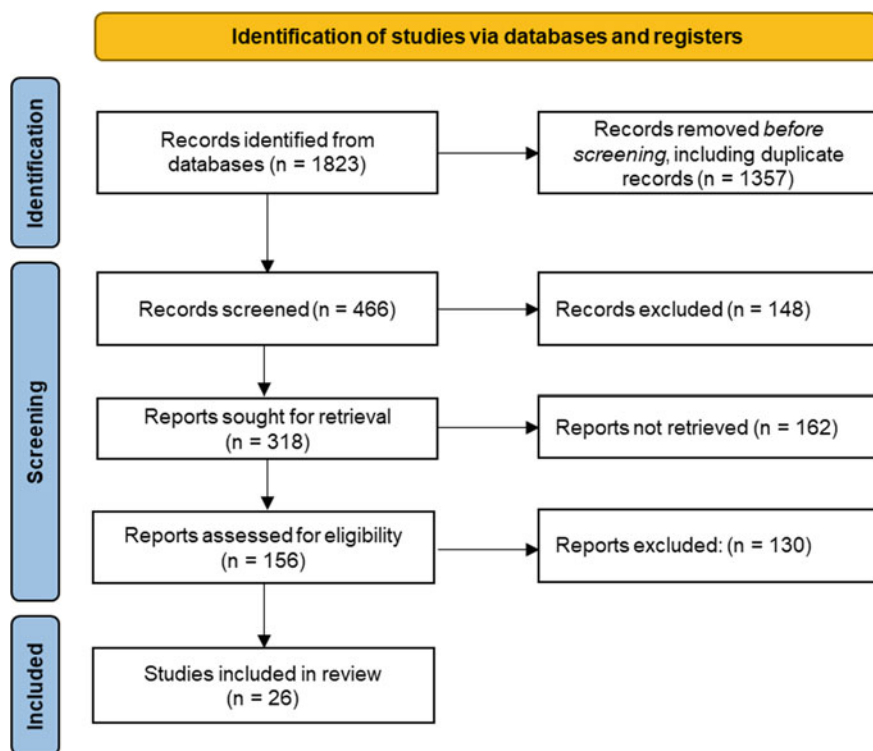 Identification of studies via databases and registers
Identification
Records identified from
databases (n = 1823)
Records removed before
screening, including duplicate
records (n = 1357)
Screening
Records screened (n = 466)
Records excluded (n = 148)
Reports sought for retrieval
(n = 318)
Reports not retrieved (n = 162)
Reports assessed for eligibility
(n = 156)
Reports excluded: (n = 130)
Included
Studies included in review
(n = 26)